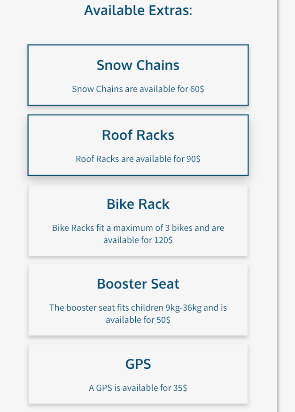 Available Extras:
Snow Chains
Snow Chains are available for 60$
Roof Racks
Roof Racks are available for 90$
Bike Rack
Bike Racks fit a maximum of 3 bikes and are
available for 120$
Booster Seat
The booster seat fits children 9kg-36kg and is
available for 50$
GPS
A GPS is available for 35$